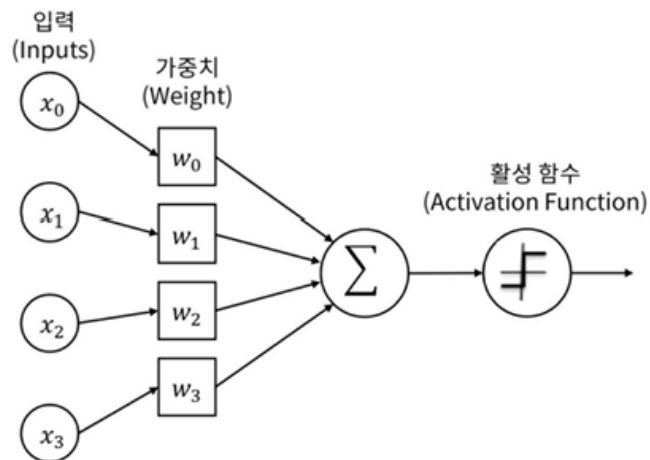 입력
(Inputs)
가중치
(Weight)
x₀
w₀
활성 함수
(Activation Function)
x₁
w₁
∑
x₂
w₂
w₃
x₃